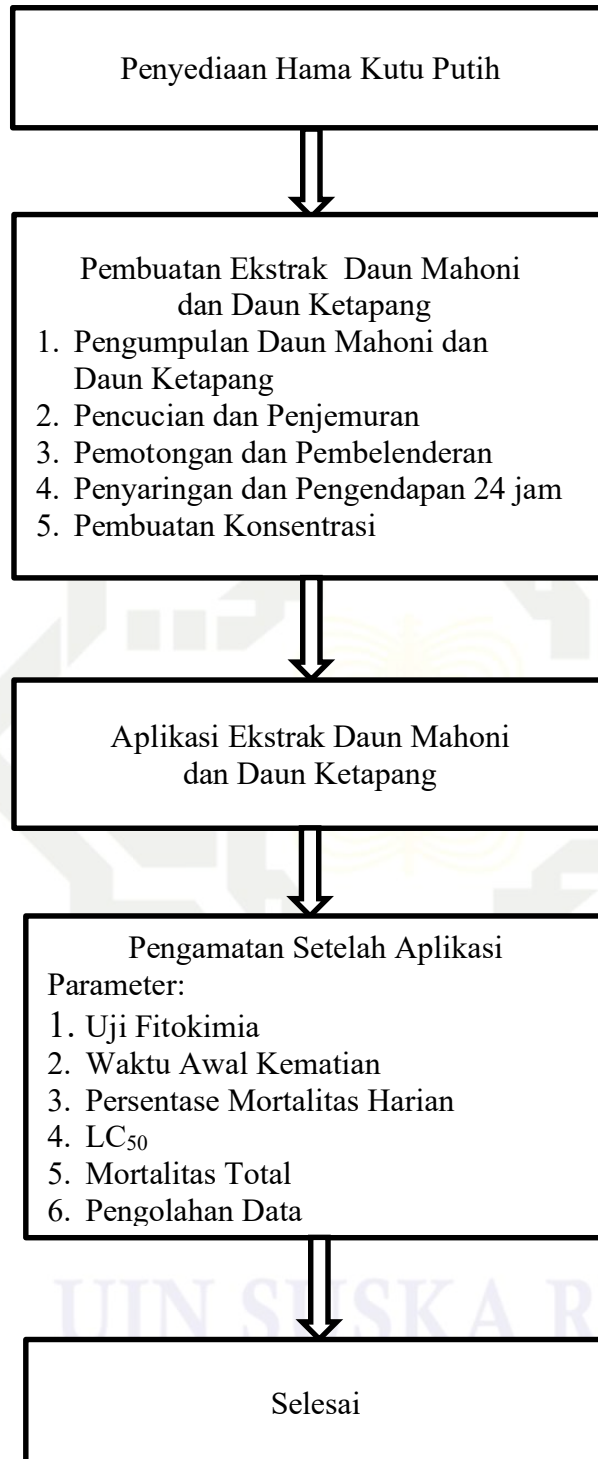 Penyediaan Hama Kutu Putih
Pembuatan Ekstrak Daun Mahoni
dan Daun Ketapang
1. Pengumpulan Daun Mahoni dan
Daun Ketapang
2. Pencucian dan Penjemuran
3. Pemotongan dan Pembelenderan
4. Penyaringan dan Pengendapan 24 jam
5. Pembuatan Konsentrasi
Aplikasi Ekstrak Daun Mahoni
dan Daun Ketapang
Pengamatan Setelah Aplikasi
Parameter:
1. Uji Fitokimia
2. Waktu Awal Kematian
3. Persentase Mortalitas Harian
4. LC₅₀
5. Mortalitas Total
6. Pengolahan Data
UIN SUSKA R
Selesai